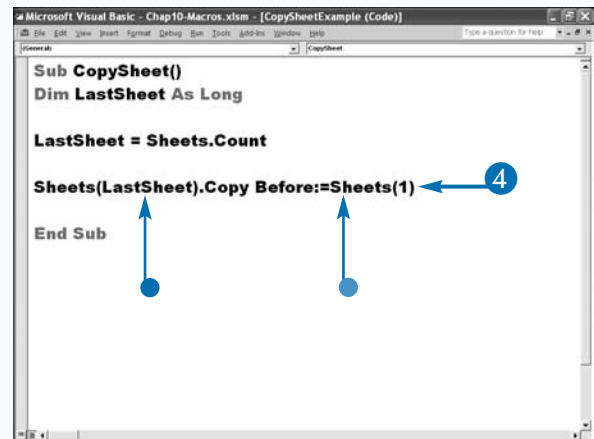 Microsoft Visual Basic - Chap10-Macros.xlsm - [CopySheetExample (Code)]
File Edit View Insert Format Debug Run Tools Add-Ins Window Help Type a question for help
(General) CopySheet
Sub CopySheet()
Dim LastSheet As Long
LastSheet = Sheets.Count
Sheets(LastSheet).Copy Before:=Sheets(1) 4
End Sub